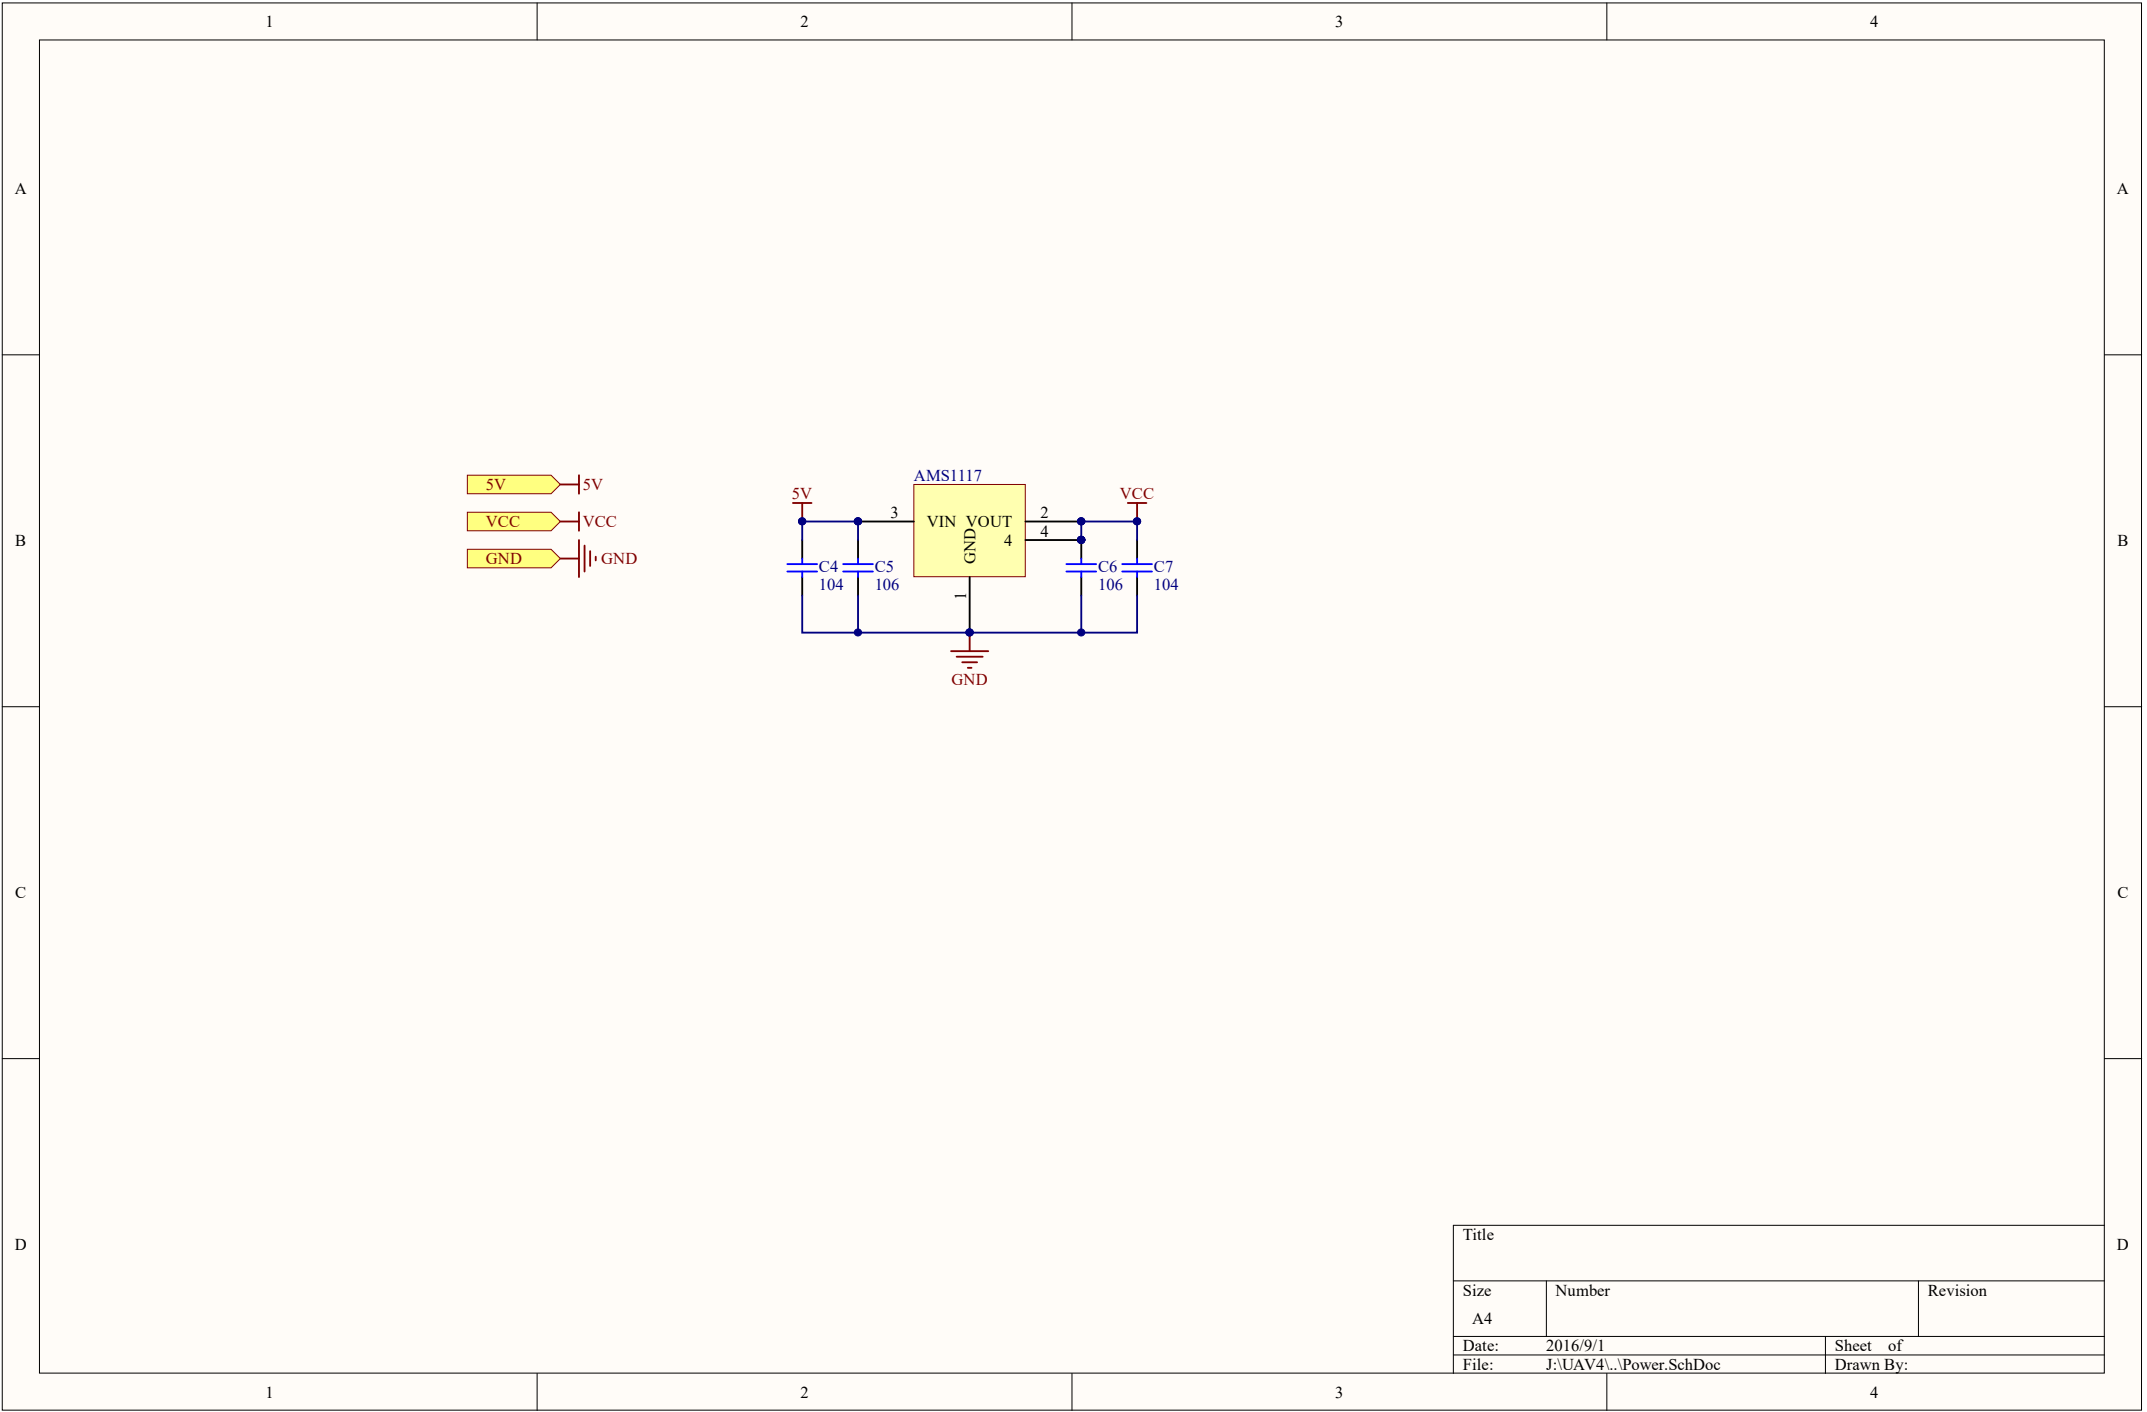 1 2 3 4
A A
B B
C C
D D
5V 5V
VCC VCC
GND GND
AMS1117
5V VCC
3 VIN VOUT 2
GND 4 4
1
C4 C5 C6 C7
104 106 106 104
GND
Title
Size Number Revision
A4
Date: 2016/9/1 Sheet of
File: J:\UAV4\..\Power.SchDoc Drawn By:
1 2 3 4